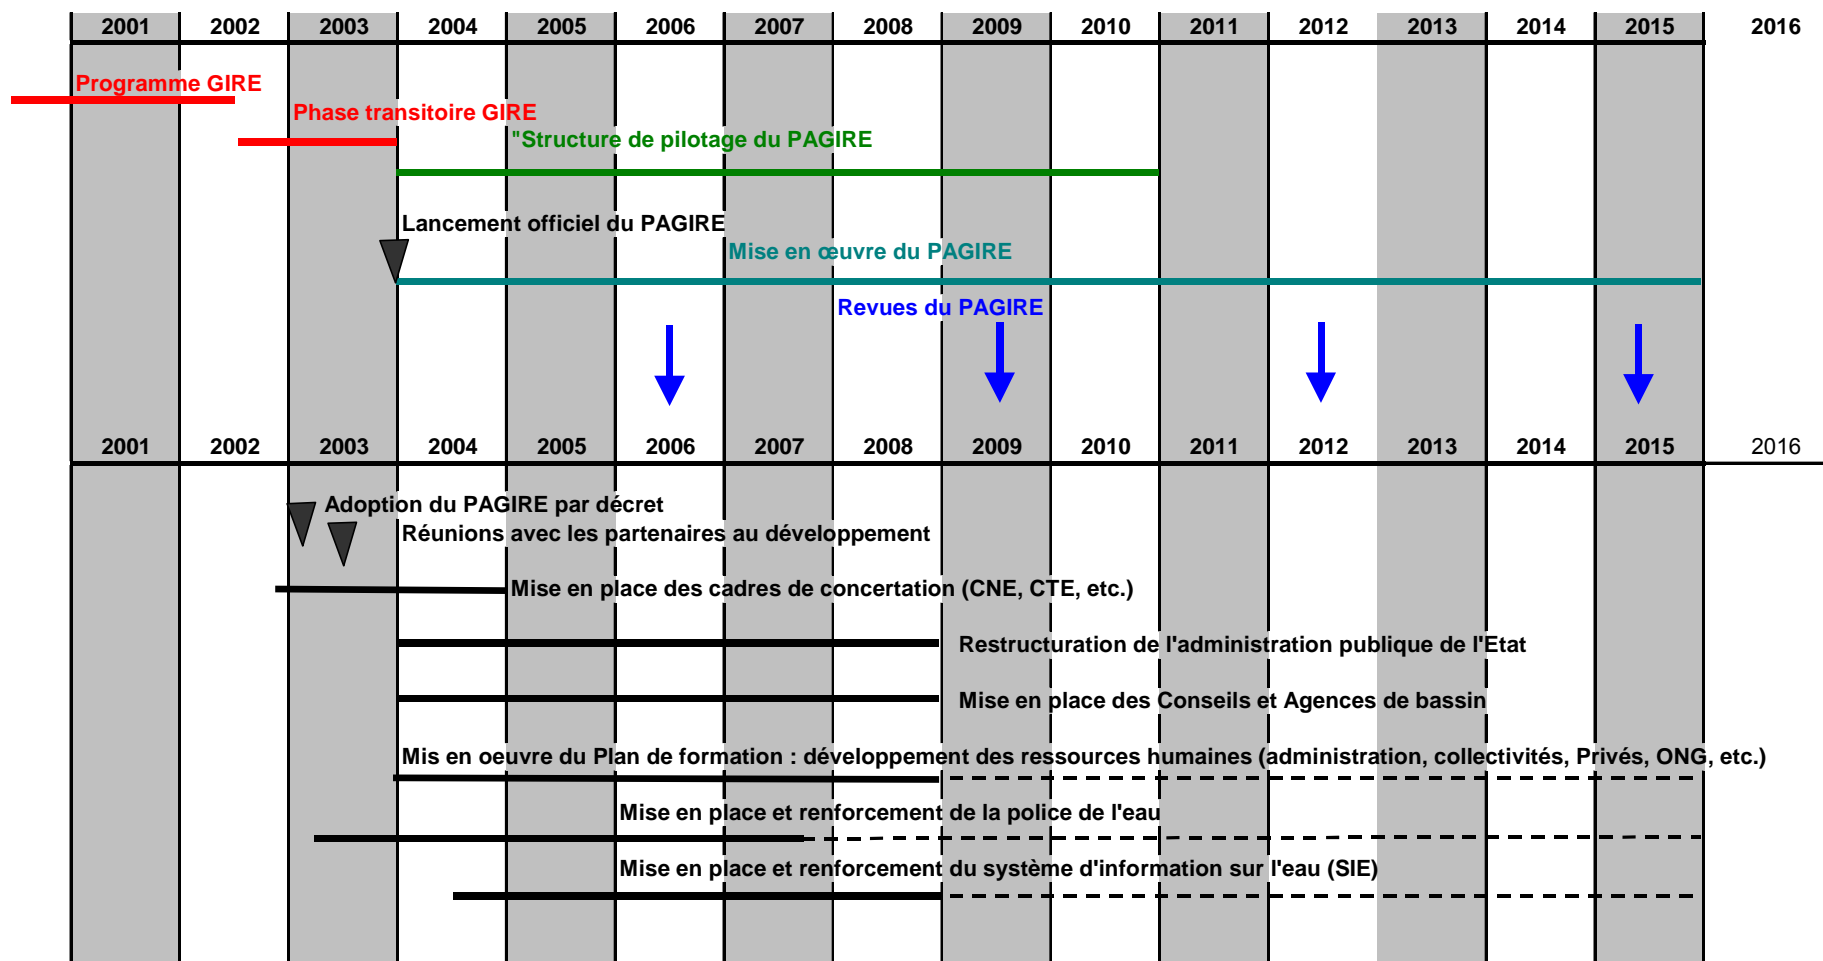 2001 2002 2003 2004 2005 2006 2007 2008 2009 2010 2011 2012 2013 2014 2015 2016
Programme GIRE
Phase transitoire GIRE
"Structure de pilotage du PAGIRE
Lancement officiel du PAGIRE
Mise en œuvre du PAGIRE
Revues du PAGIRE
2001 2002 2003 2004 2005 2006 2007 2008 2009 2010 2011 2012 2013 2014 2015 2016
Adoption du PAGIRE par décret
Réunions avec les partenaires au développement
Mise en place des cadres de concertation (CNE, CTE, etc.)
Restructuration de l'administration publique de l'Etat
Mise en place des Conseils et Agences de bassin
Mis en oeuvre du Plan de formation : développement des ressources humaines (administration, collectivités, Privés, ONG, etc.)
Mise en place et renforcement de la police de l'eau
Mise en place et renforcement du système d'information sur l'eau (SIE)